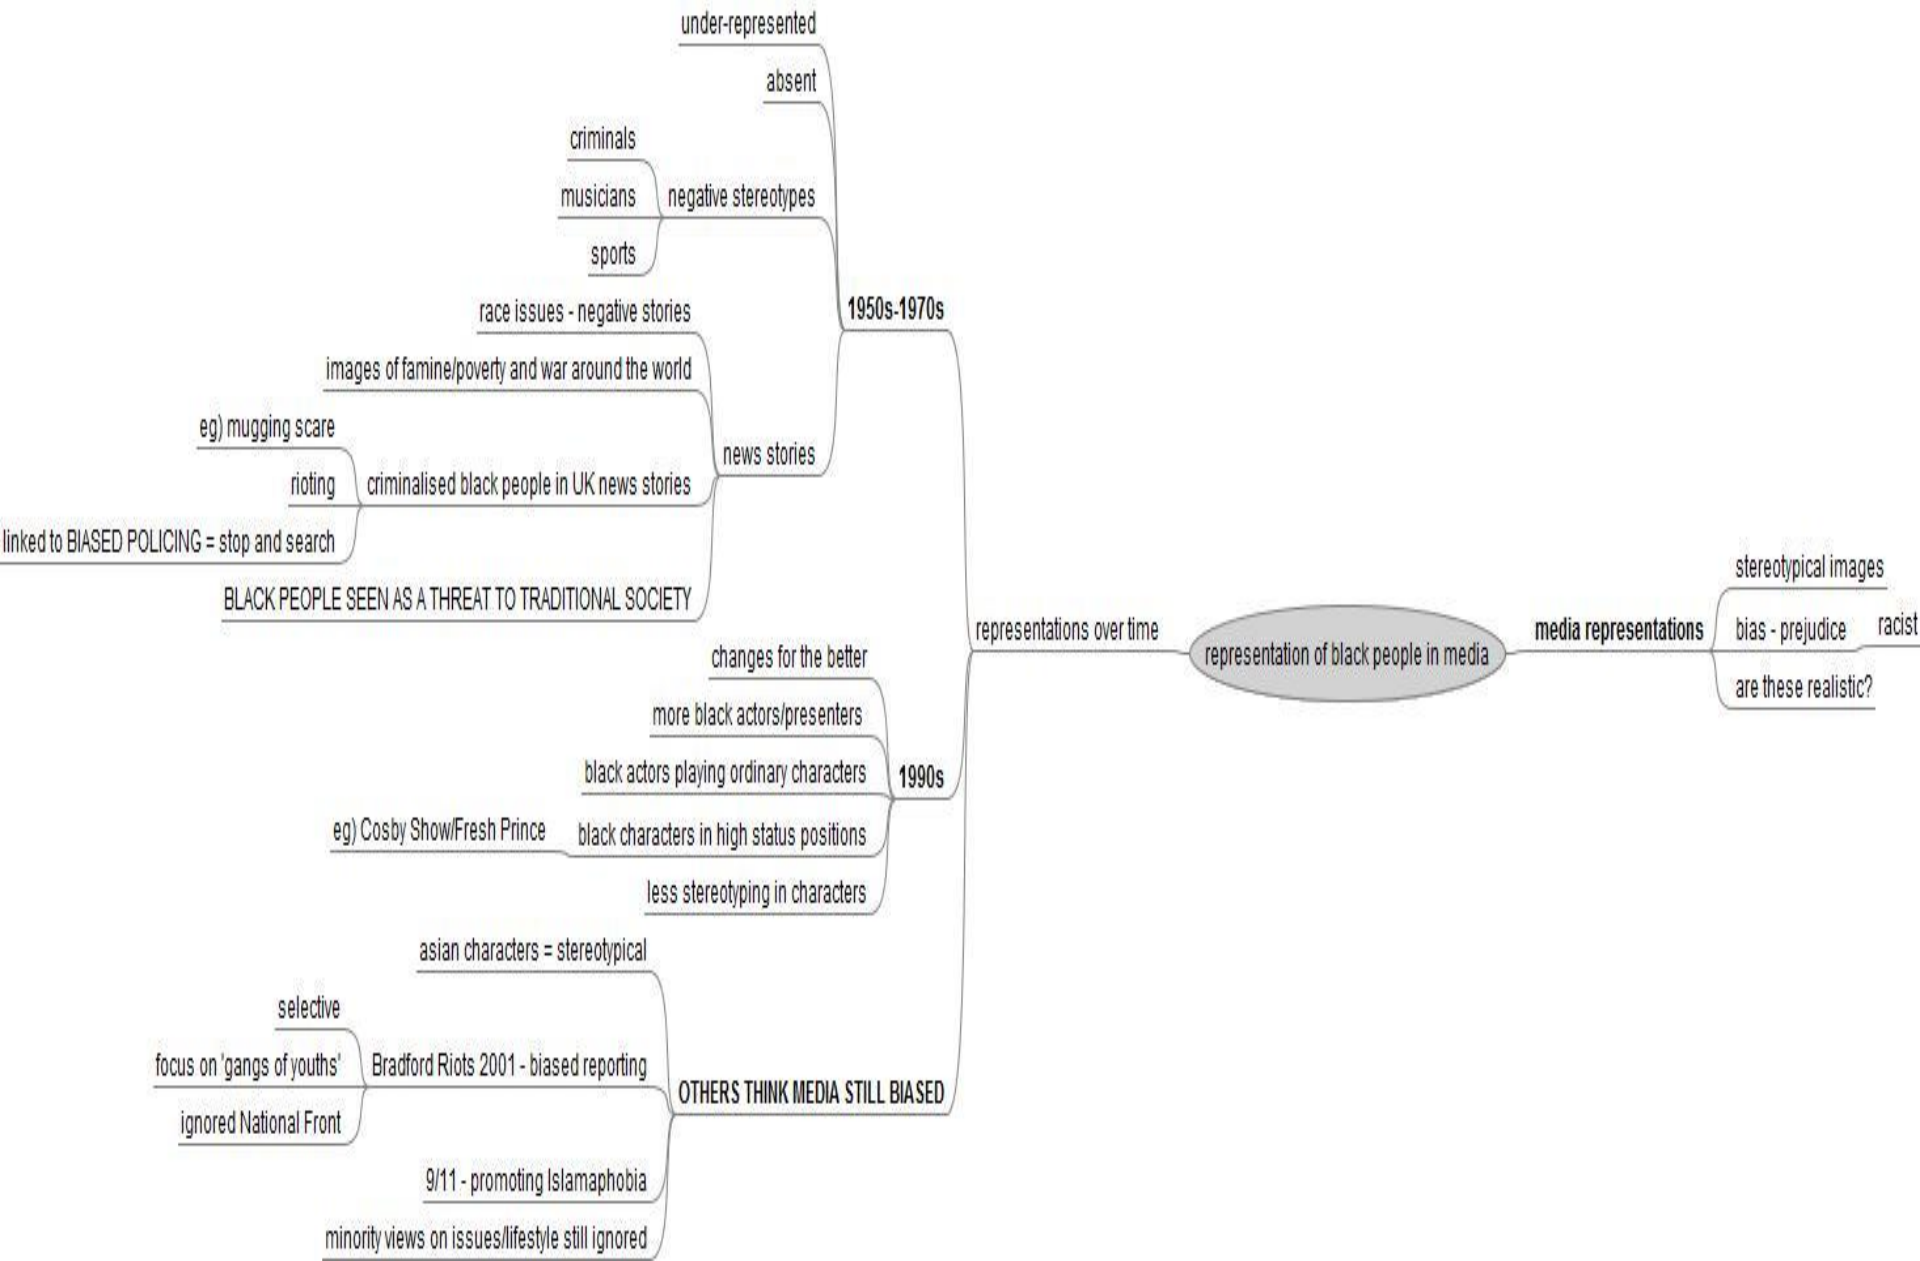 under-represented
absent
criminals
musicians
negative stereotypes
sports
1950s-1970s
race issues - negative stories
images of famine/poverty and war around the world
eg) mugging scare
news stories
rioting
criminalised black people in UK news stories
linked to BIASED POLICING = stop and search
BLACK PEOPLE SEEN AS A THREAT TO TRADITIONAL SOCIETY
representations over time
representation of black people in media
media representations
stereotypical images
bias - prejudice
racist
are these realistic?
changes for the better
more black actors/presenters
black actors playing ordinary characters
1990s
eg) Cosby Show/Fresh Prince
black characters in high status positions
less stereotyping in characters
asian characters = stereotypical
selective
focus on 'gangs of youths'
Bradford Riots 2001 - biased reporting
OTHERS THINK MEDIA STILL BIASED
ignored National Front
9/11 - promoting Islamaphobia
minority views on issues/lifestyle still ignored